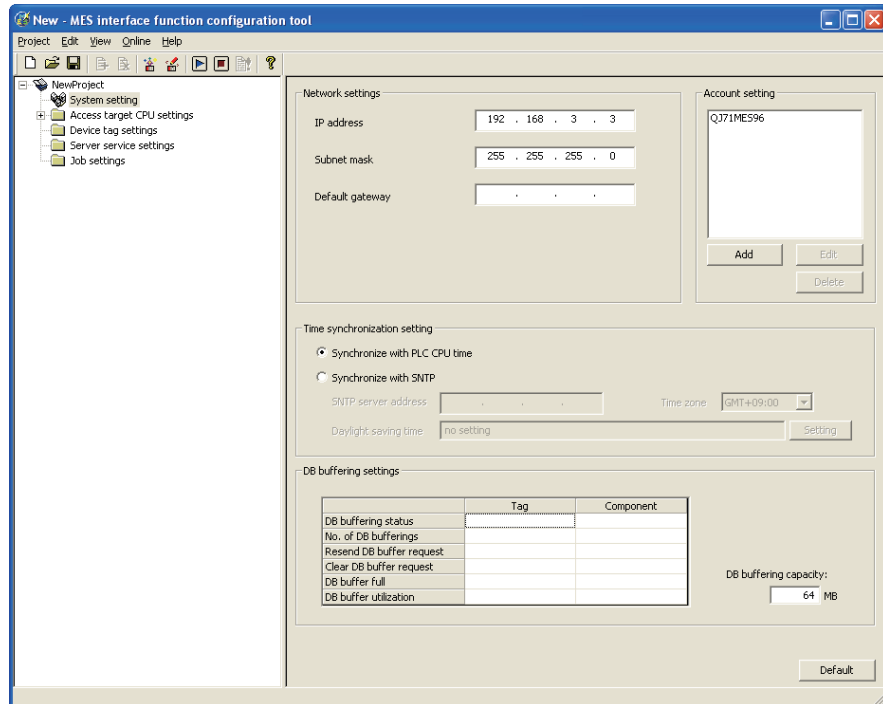 New - MES interface function configuration tool
Project Edit View Online Help
NewProject
System setting
Access target CPU settings
Device tag settings
Server service settings
Job settings
Network settings
IP address 192 . 168 . 3 . 3
Subnet mask 255 . 255 . 255 . 0
Default gateway . . .
Account setting
QJ71MES96
Add Edit
Delete
Time synchronization setting
Synchronize with PLC CPU time
Synchronize with SNTP
SNTP server address . . . Time zone GMT+09:00
Daylight saving time no setting Setting
DB buffering settings
Tag Component
DB buffering status
No. of DB bufferings
Resend DB buffer request
Clear DB buffer request
DB buffer full
DB buffer utilization
DB buffering capacity:
64 MB
Default